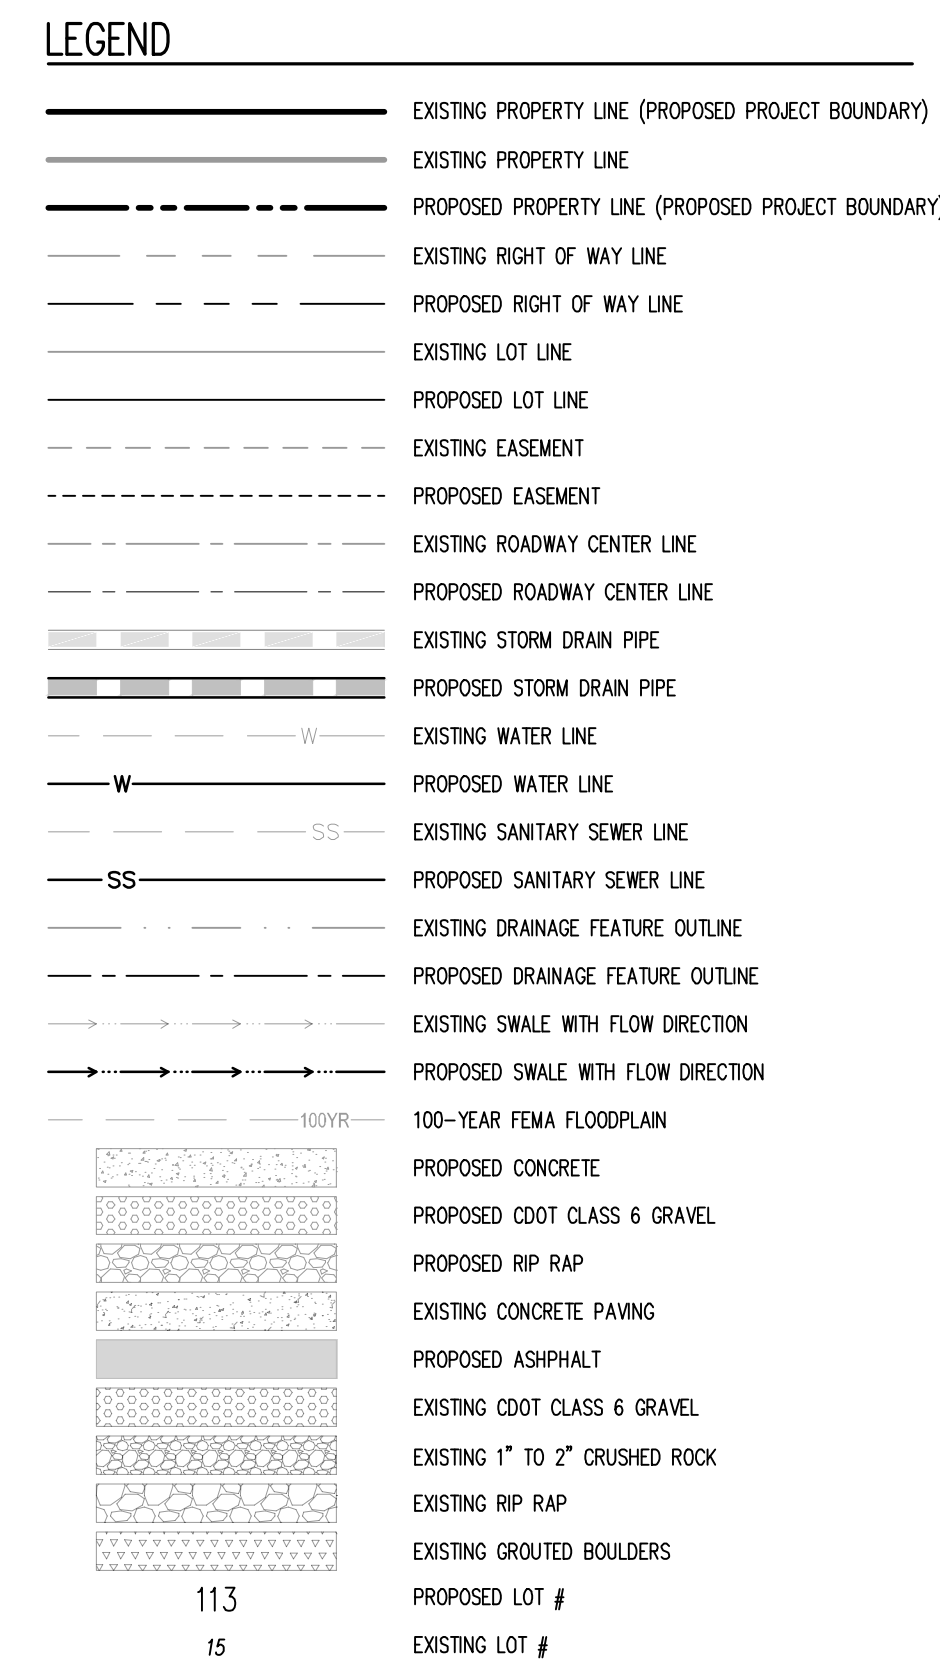 LEGEND
EXISTING PROPERTY LINE (PROPOSED PROJECT BOUNDARY)
EXISTING PROPERTY LINE
PROPOSED PROPERTY LINE (PROPOSED PROJECT BOUNDARY)
EXISTING RIGHT OF WAY LINE
PROPOSED RIGHT OF WAY LINE
EXISTING LOT LINE
PROPOSED LOT LINE
EXISTING EASEMENT
PROPOSED EASEMENT
EXISTING ROADWAY CENTER LINE
PROPOSED ROADWAY CENTER LINE
EXISTING STORM DRAIN PIPE
PROPOSED STORM DRAIN PIPE
W EXISTING WATER LINE
W PROPOSED WATER LINE
SS EXISTING SANITARY SEWER LINE
SS PROPOSED SANITARY SEWER LINE
EXISTING DRAINAGE FEATURE OUTLINE
PROPOSED DRAINAGE FEATURE OUTLINE
EXISTING SWALE WITH FLOW DIRECTION
PROPOSED SWALE WITH FLOW DIRECTION
100YR 100-YEAR FEMA FLOODPLAIN
PROPOSED CONCRETE
PROPOSED CDOT CLASS 6 GRAVEL
PROPOSED RIP RAP
EXISTING CONCRETE PAVING
PROPOSED ASHPHALT
EXISTING CDOT CLASS 6 GRAVEL
EXISTING 1" TO 2" CRUSHED ROCK
EXISTING RIP RAP
EXISTING GROUTED BOULDERS
113 PROPOSED LOT #
15 EXISTING LOT #